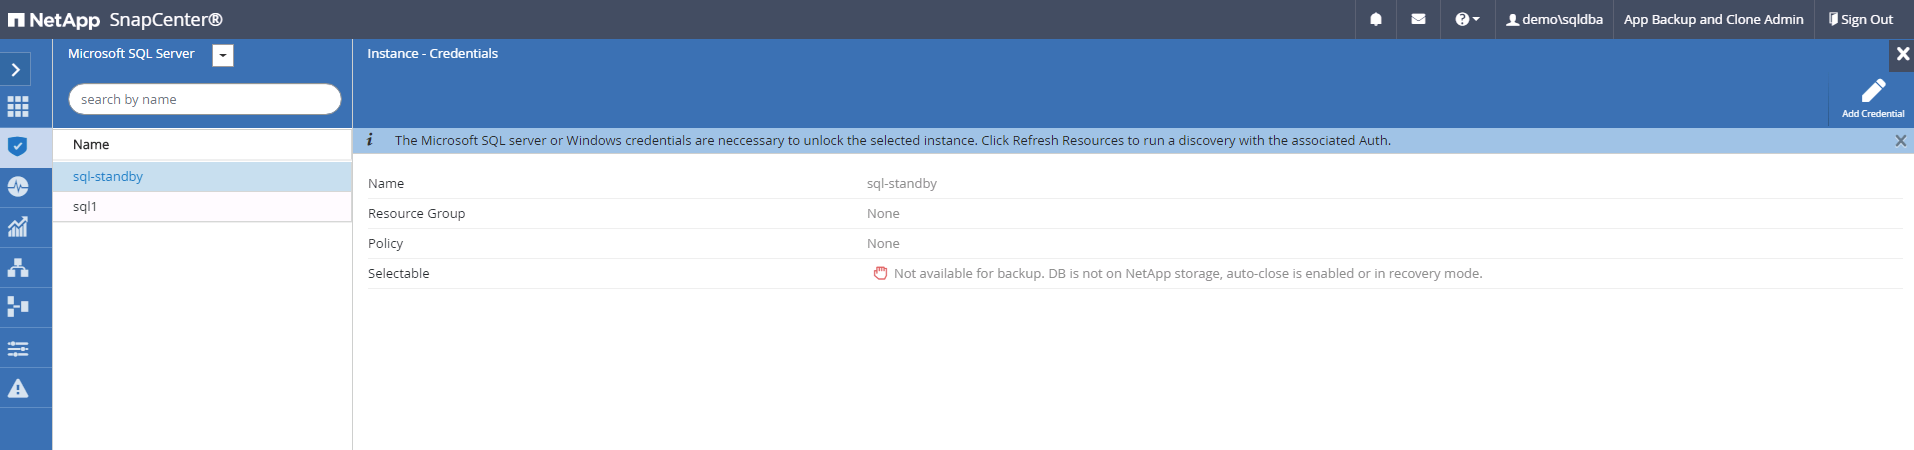 NetApp SnapCenter®
demo\sqldba
App Backup and Clone Admin
Sign Out
Microsoft SQL Server
search by name
Name
sql-standby
sql1
Instance - Credentials
Add Credential
The Microsoft SQL server or Windows credentials are neccessary to unlock the selected instance. Click Refresh Resources to run a discovery with the associated Auth.
Name sql-standby
Resource Group None
Policy None
Selectable Not available for backup. DB is not on NetApp storage, auto-close is enabled or in recovery mode.